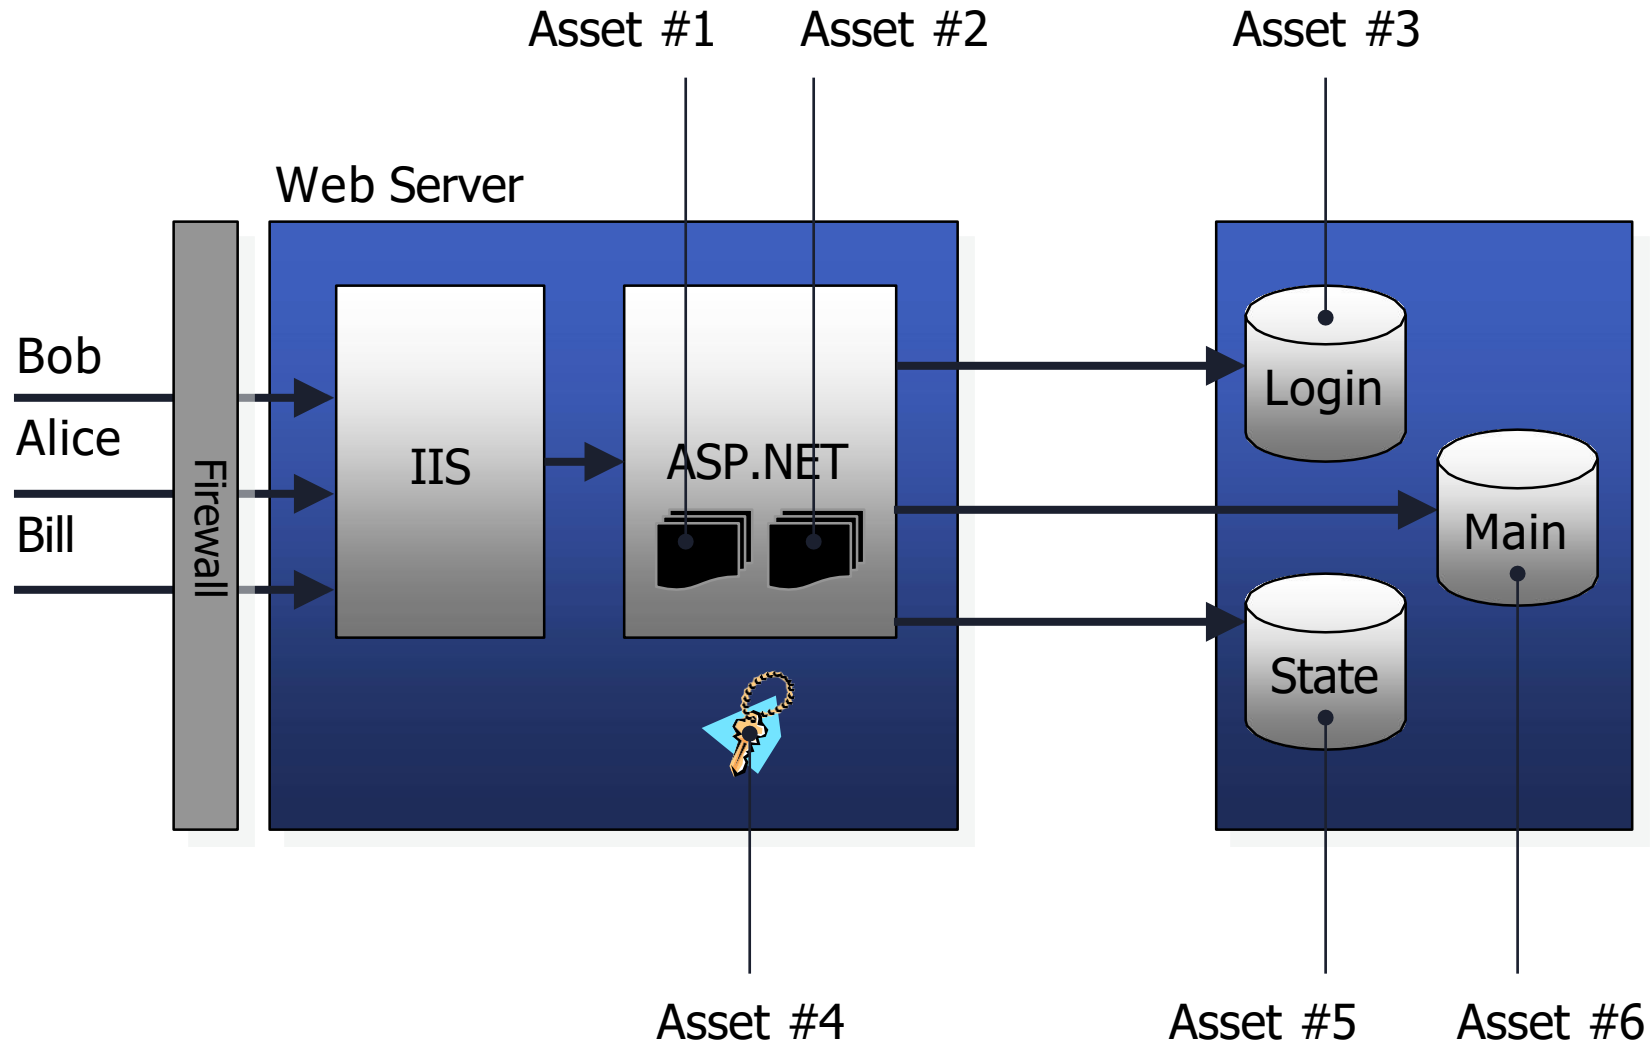 Asset #1
Asset #2
Asset #3
Web Server
Bob
Alice
Bill
Firewall
IIS
ASP.NET
Login
Main
State
Asset #4
Asset #5
Asset #6